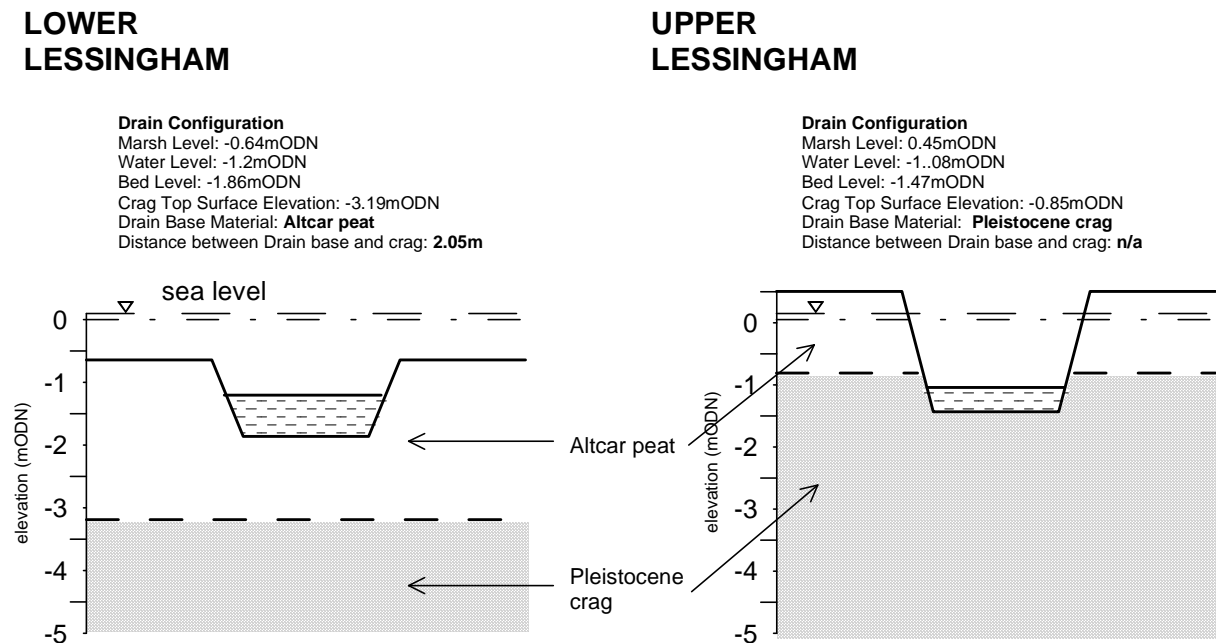 LOWER
LESSINGHAM
Drain Configuration
Marsh Level: -0.64mODN
Water Level: -1.2mODN
Bed Level: -1.86mODN
Crag Top Surface Elevation: -3.19mODN
Drain Base Material: Altcar peat
Distance between Drain base and crag: 2.05m
sea level
0
-1
-2
-3
-4
-5
elevation (mODN)
UPPER
LESSINGHAM
Drain Configuration
Marsh Level: 0.45mODN
Water Level: -1..08mODN
Bed Level: -1.47mODN
Crag Top Surface Elevation: -0.85mODN
Drain Base Material: Pleistocene crag
Distance between Drain base and crag: n/a
0
-1
-2
-3
-4
-5
elevation (mODN)
Altcar peat
Pleistocene
crag